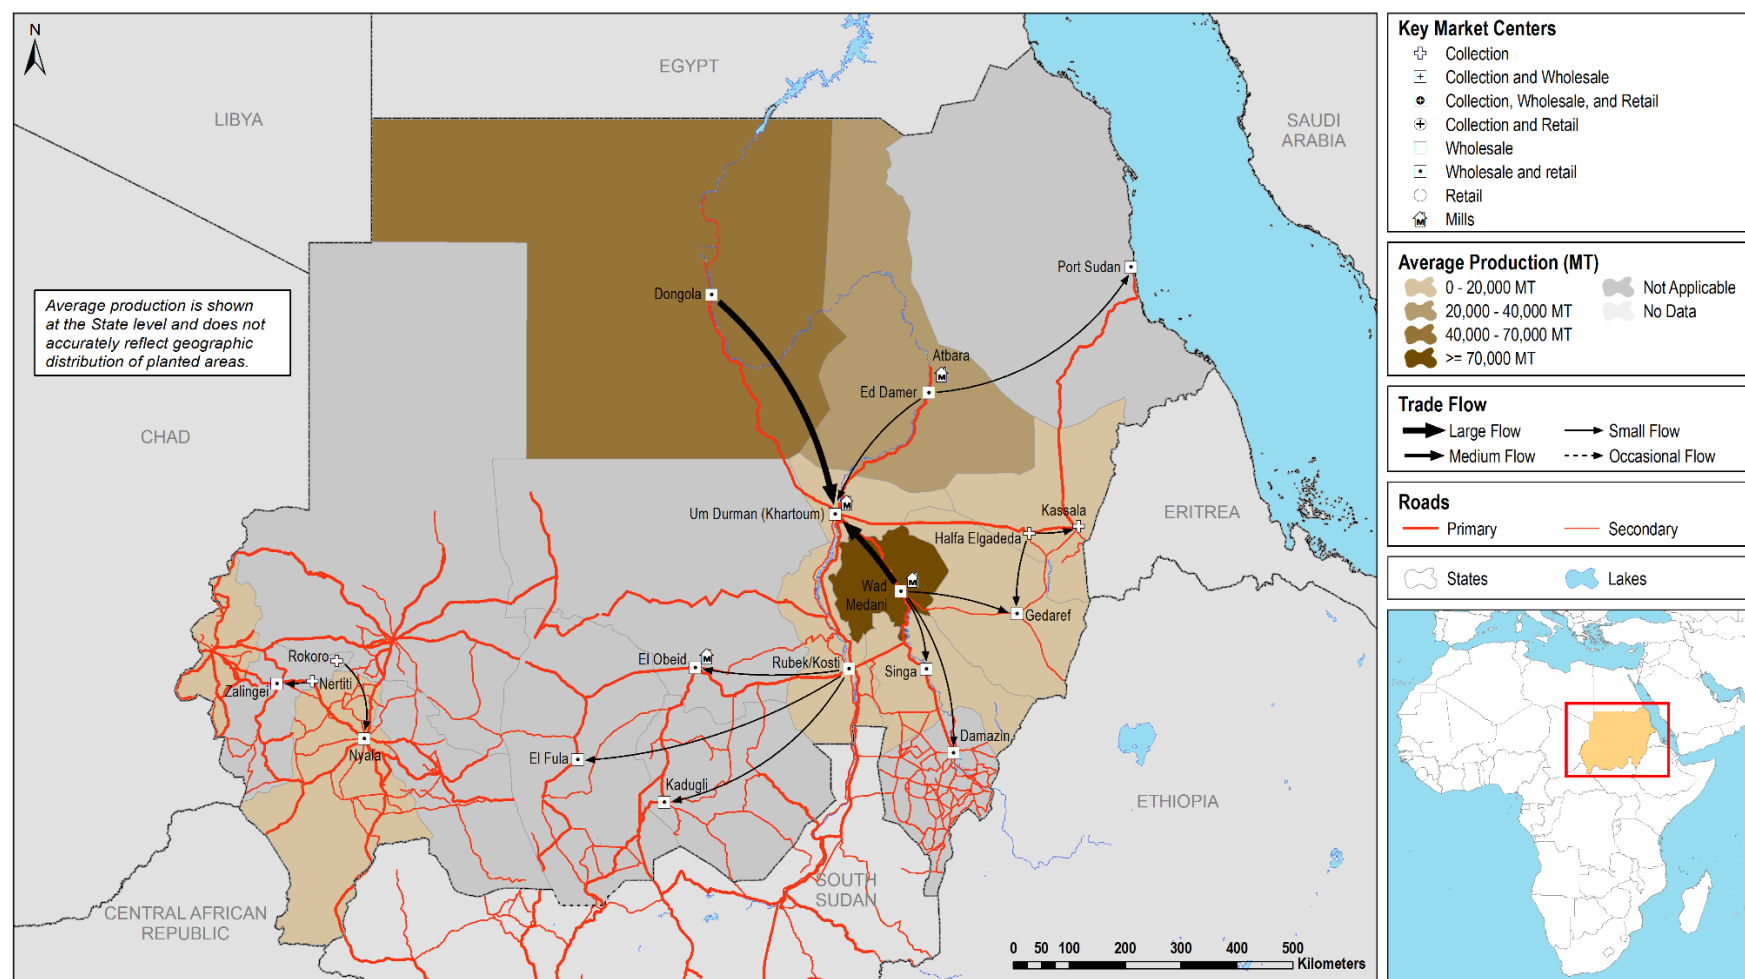 N
EGYPT
LIBYA
SAUDI
ARABIA
Port Sudan
Dongola
Average production is shown
at the State level and does not
accurately reflect geographic
distribution of planted areas.
Atbara
M
Ed Damer
CHAD
M
Um Durman (Khartoum)
Kassala
ERITREA
Halfa Elgadeda
M
Wad
Medani
Gedaref
Rokoro
El Obeid
M
Rubek/Kosti
Singa
Zalingei
Nertiti
Nyala
El Fula
Damazin
Kadugli
ETHIOPIA
SOUTH
SUDAN
CENTRAL AFRICAN
REPUBLIC
0 50 100 200 300 400 500
Kilometers
Key Market Centers
Collection
Collection and Wholesale
Collection, Wholesale, and Retail
Collection and Retail
Wholesale
Wholesale and retail
Retail
M Mills
Average Production (MT)
0 - 20,000 MT
Not Applicable
20,000 - 40,000 MT
No Data
40,000 - 70,000 MT
>= 70,000 MT
Trade Flow
Large Flow
Small Flow
Medium Flow
Occasional Flow
Roads
Primary
Secondary
States
Lakes